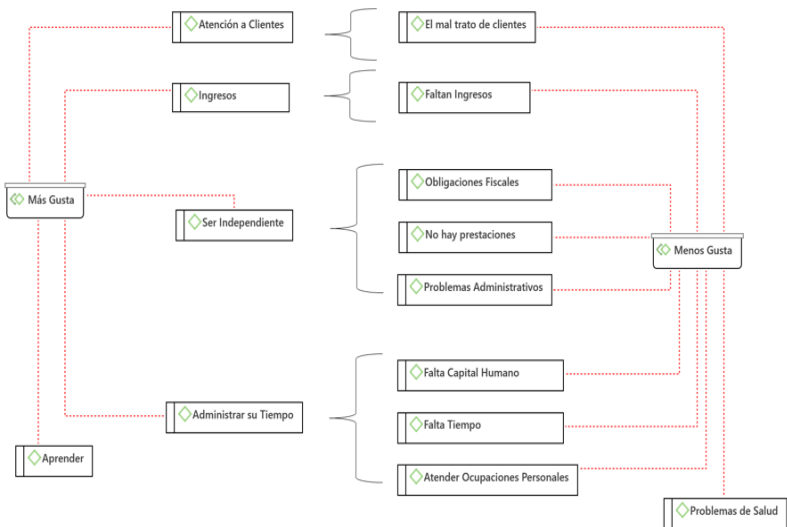 Atención a Clientes
El mal trato de clientes
Ingresos
Faltan Ingresos
Obligaciones Fiscales
Más Gusta
Ser Independiente
No hay prestaciones
Menos Gusta
Problemas Administrativos
Falta Capital Humano
Administrar su Tiempo
Falta Tiempo
Aprender
Atender Ocupaciones Personales
Problemas de Salud